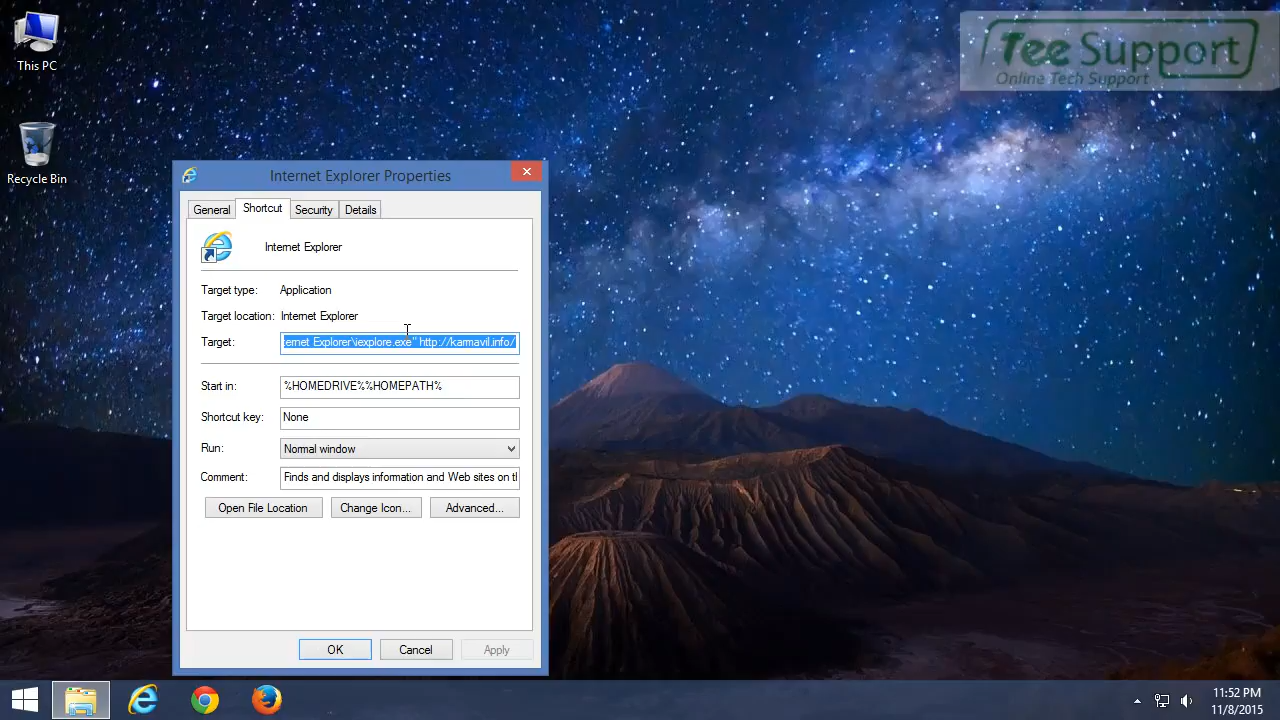 This PC
Recycle Bin
Tee Support
Online Tech Support
Internet Explorer Properties
General Shortcut Security Details
Internet Explorer
Target type: Application
Target location: Internet Explorer
Target: ternet Explorer\iexplore.exe" http://karmavil.info/
Start in: %HOMEDRIVE%%HOMEPATH%
Shortcut key: None
Run: Normal window
Comment: Finds and displays information and Web sites on tl
Open File Location Change Icon... Advanced...
OK Cancel Apply
11:52 PM
11/8/2015